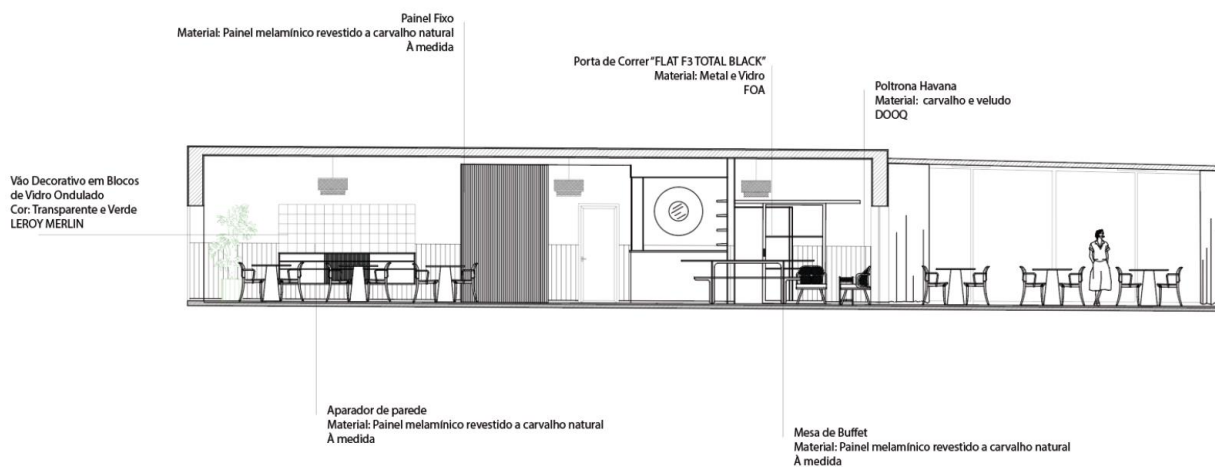 Painel Fixo
Material: Painel melamínico revestido a carvalho natural
À medida
Porta de Correr “FLAT F3 TOTAL BLACK”
Material: Metal e Vidro
FOA
Poltrona Havana
Material: carvalho e veludo
DOOQ
Vão Decorativo em Blocos
de Vidro Ondulado
Cor: Transparente e Verde
LEROY MERLIN
Aparador de parede
Material: Painel melamínico revestido a carvalho natural
À medida
Mesa de Buffet
Material: Painel melamínico revestido a carvalho natural
À medida